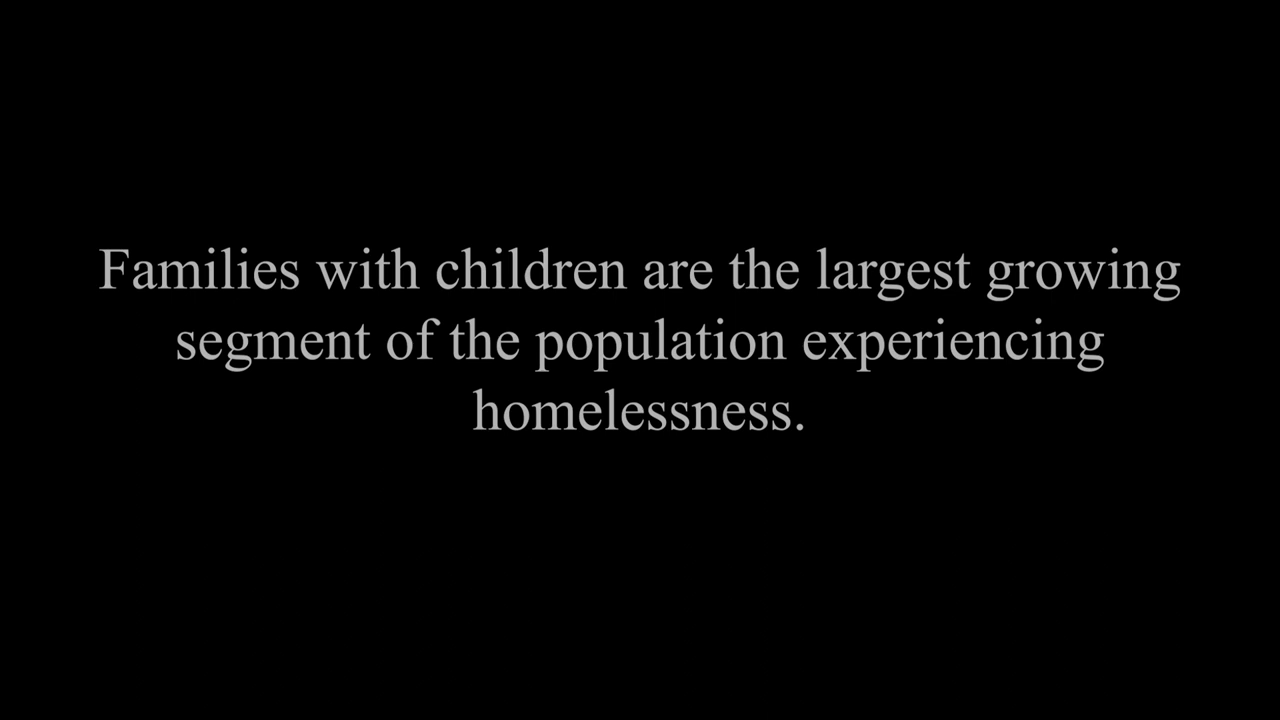 Families with children are the largest growing
segment of the population experiencing
homelessness.